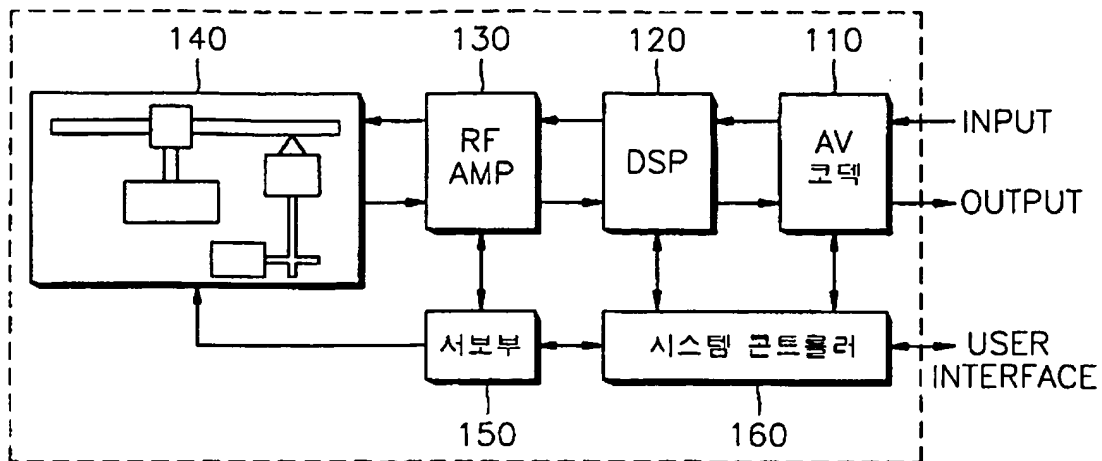 140
130
120
110
RF
AMP
DSP
AV
코덱
INPUT
OUTPUT
서보부
시스템 콘트롤러
USER
INTERFACE
150
160